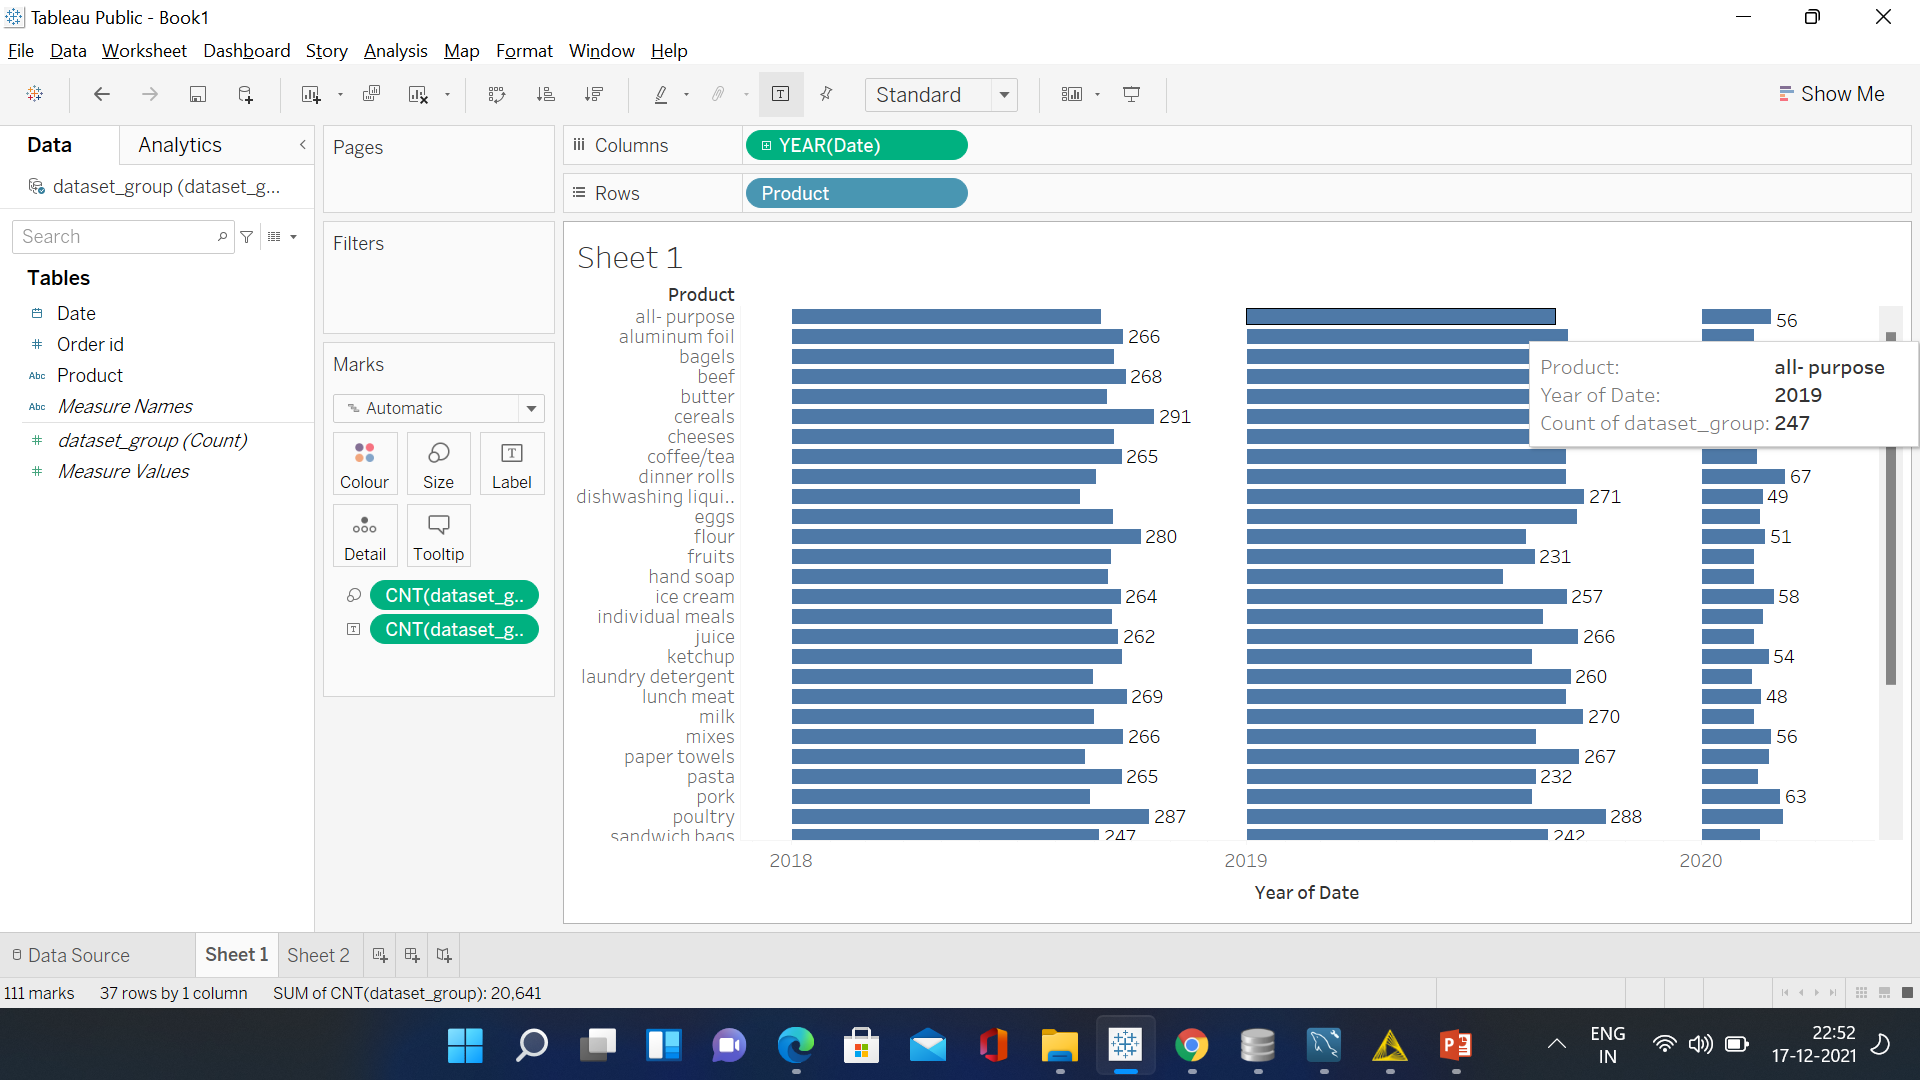 Tableau Public - Book1
File Data Worksheet Dashboard Story Analysis Map Format Window Help
Standard
Show Me
Data Analytics
Pages
Columns YEAR(Date)
dataset_group (dataset_g...
Rows Product
Search
Filters
Tables
Date
Order id
Product
Measure Names
dataset_group (Count)
Measure Values
Marks
Automatic
Colour Size Label
Detail Tooltip
CNT(dataset_g..
CNT(dataset_g..
Sheet 1
Product
all- purpose 56
aluminum foil 266
bagels
beef 268
butter
cereals 291
cheeses
coffee/tea 265
dinner rolls 67
dishwashing liqui.. 271 49
eggs
flour 280 51
fruits 231
hand soap
ice cream 264 257 58
individual meals
juice 262 266
ketchup 54
laundry detergent 260
lunch meat 269 48
milk 270
mixes 266 56
paper towels 267
pasta 265 232
pork 63
poultry 287 288
sandwich bags 247 242
Product: all- purpose
Year of Date: 2019
Count of dataset_group: 247
2018 2019 2020
Year of Date
Data Source Sheet 1 Sheet 2
111 marks 37 rows by 1 column SUM of CNT(dataset_group): 20,641
ENG
IN
22:52
17-12-2021